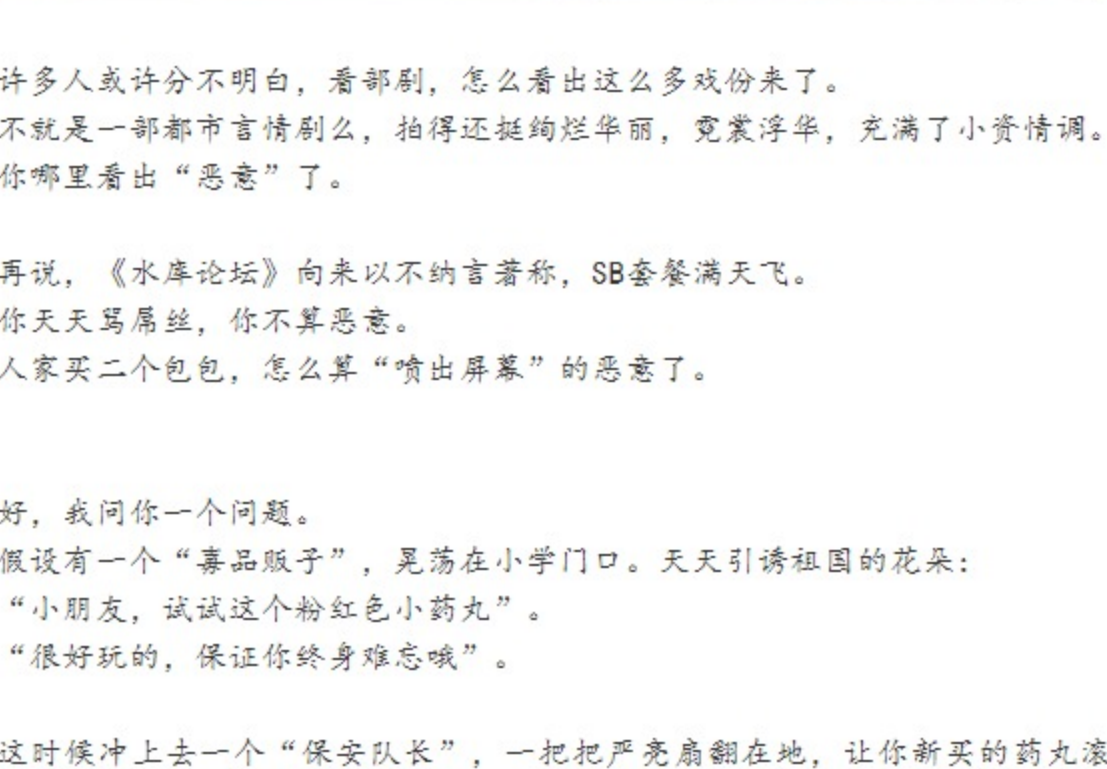 许多人或许分不明白，看部剧，怎么看出这么多戏份来了。
不就是一部都市言情剧么，拍得还挺绚烂华丽，霓裳浮华，充满了小资情调。
你哪里看出“恶意”了。
再说，《水库论坛》向来以不纳言著称，SB套餐满天飞。
你天天骂屌丝，你不算恶意。
人家买二个包包，怎么算“喷出屏幕”的恶意了。
好，我问你一个问题。
假设有一个“毒品贩子”，晃荡在小学门口。天天引诱祖国的花朵：
“小朋友，试试这个粉红色小药丸”。
“很好玩的，保证你终身难忘哦”。
这时候冲上去一个“保安队长”，一把把严亮扇翻在地，让你新买的药丸滚